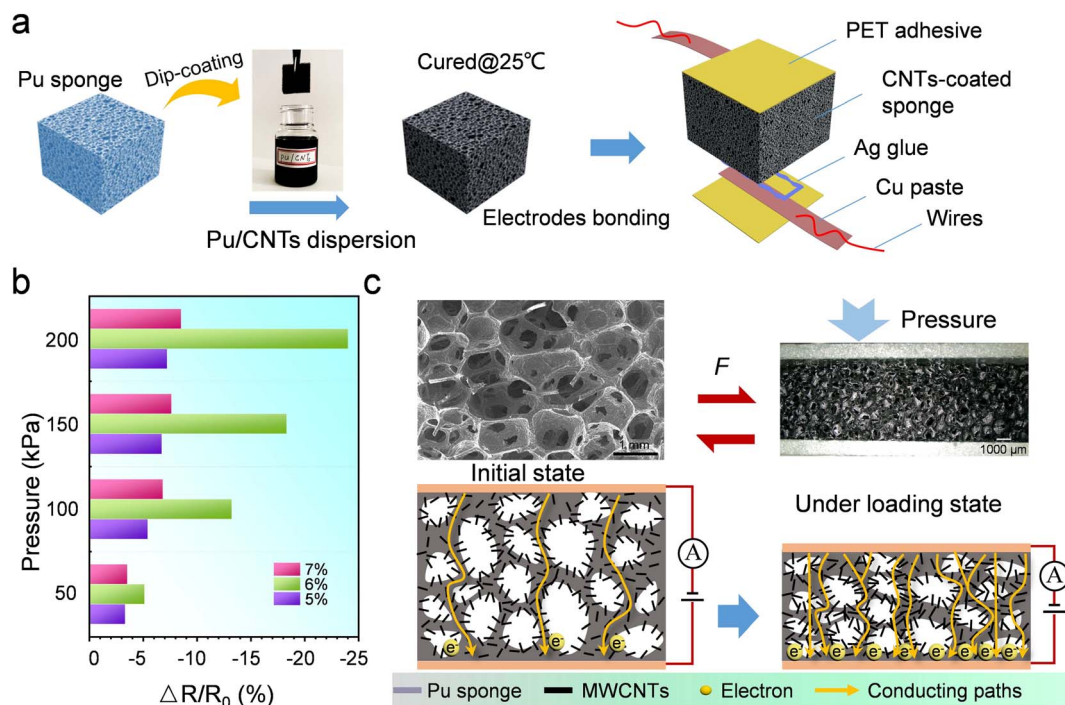 a
Pu sponge
Dip-coating
PU/CNTs
Pu/CNTs dispersion
Cured@25℃
Electrodes bonding
PET adhesive
CNTs-coated
sponge
Ag glue
Cu paste
Wires
b
Pressure (kPa)
200
150
100
50
7%
6%
5%
0 -5 -10 -15 -20 -25
△R/R₀ (%)
c
1 mm
F
Pressure
1000 μm
Initial state
Under loading state
A
A
e⁻ e⁻ e⁻
e⁻ e⁻ e⁻ e⁻ e⁻ e⁻ e⁻
Pu sponge MWCNTs Electron Conducting paths